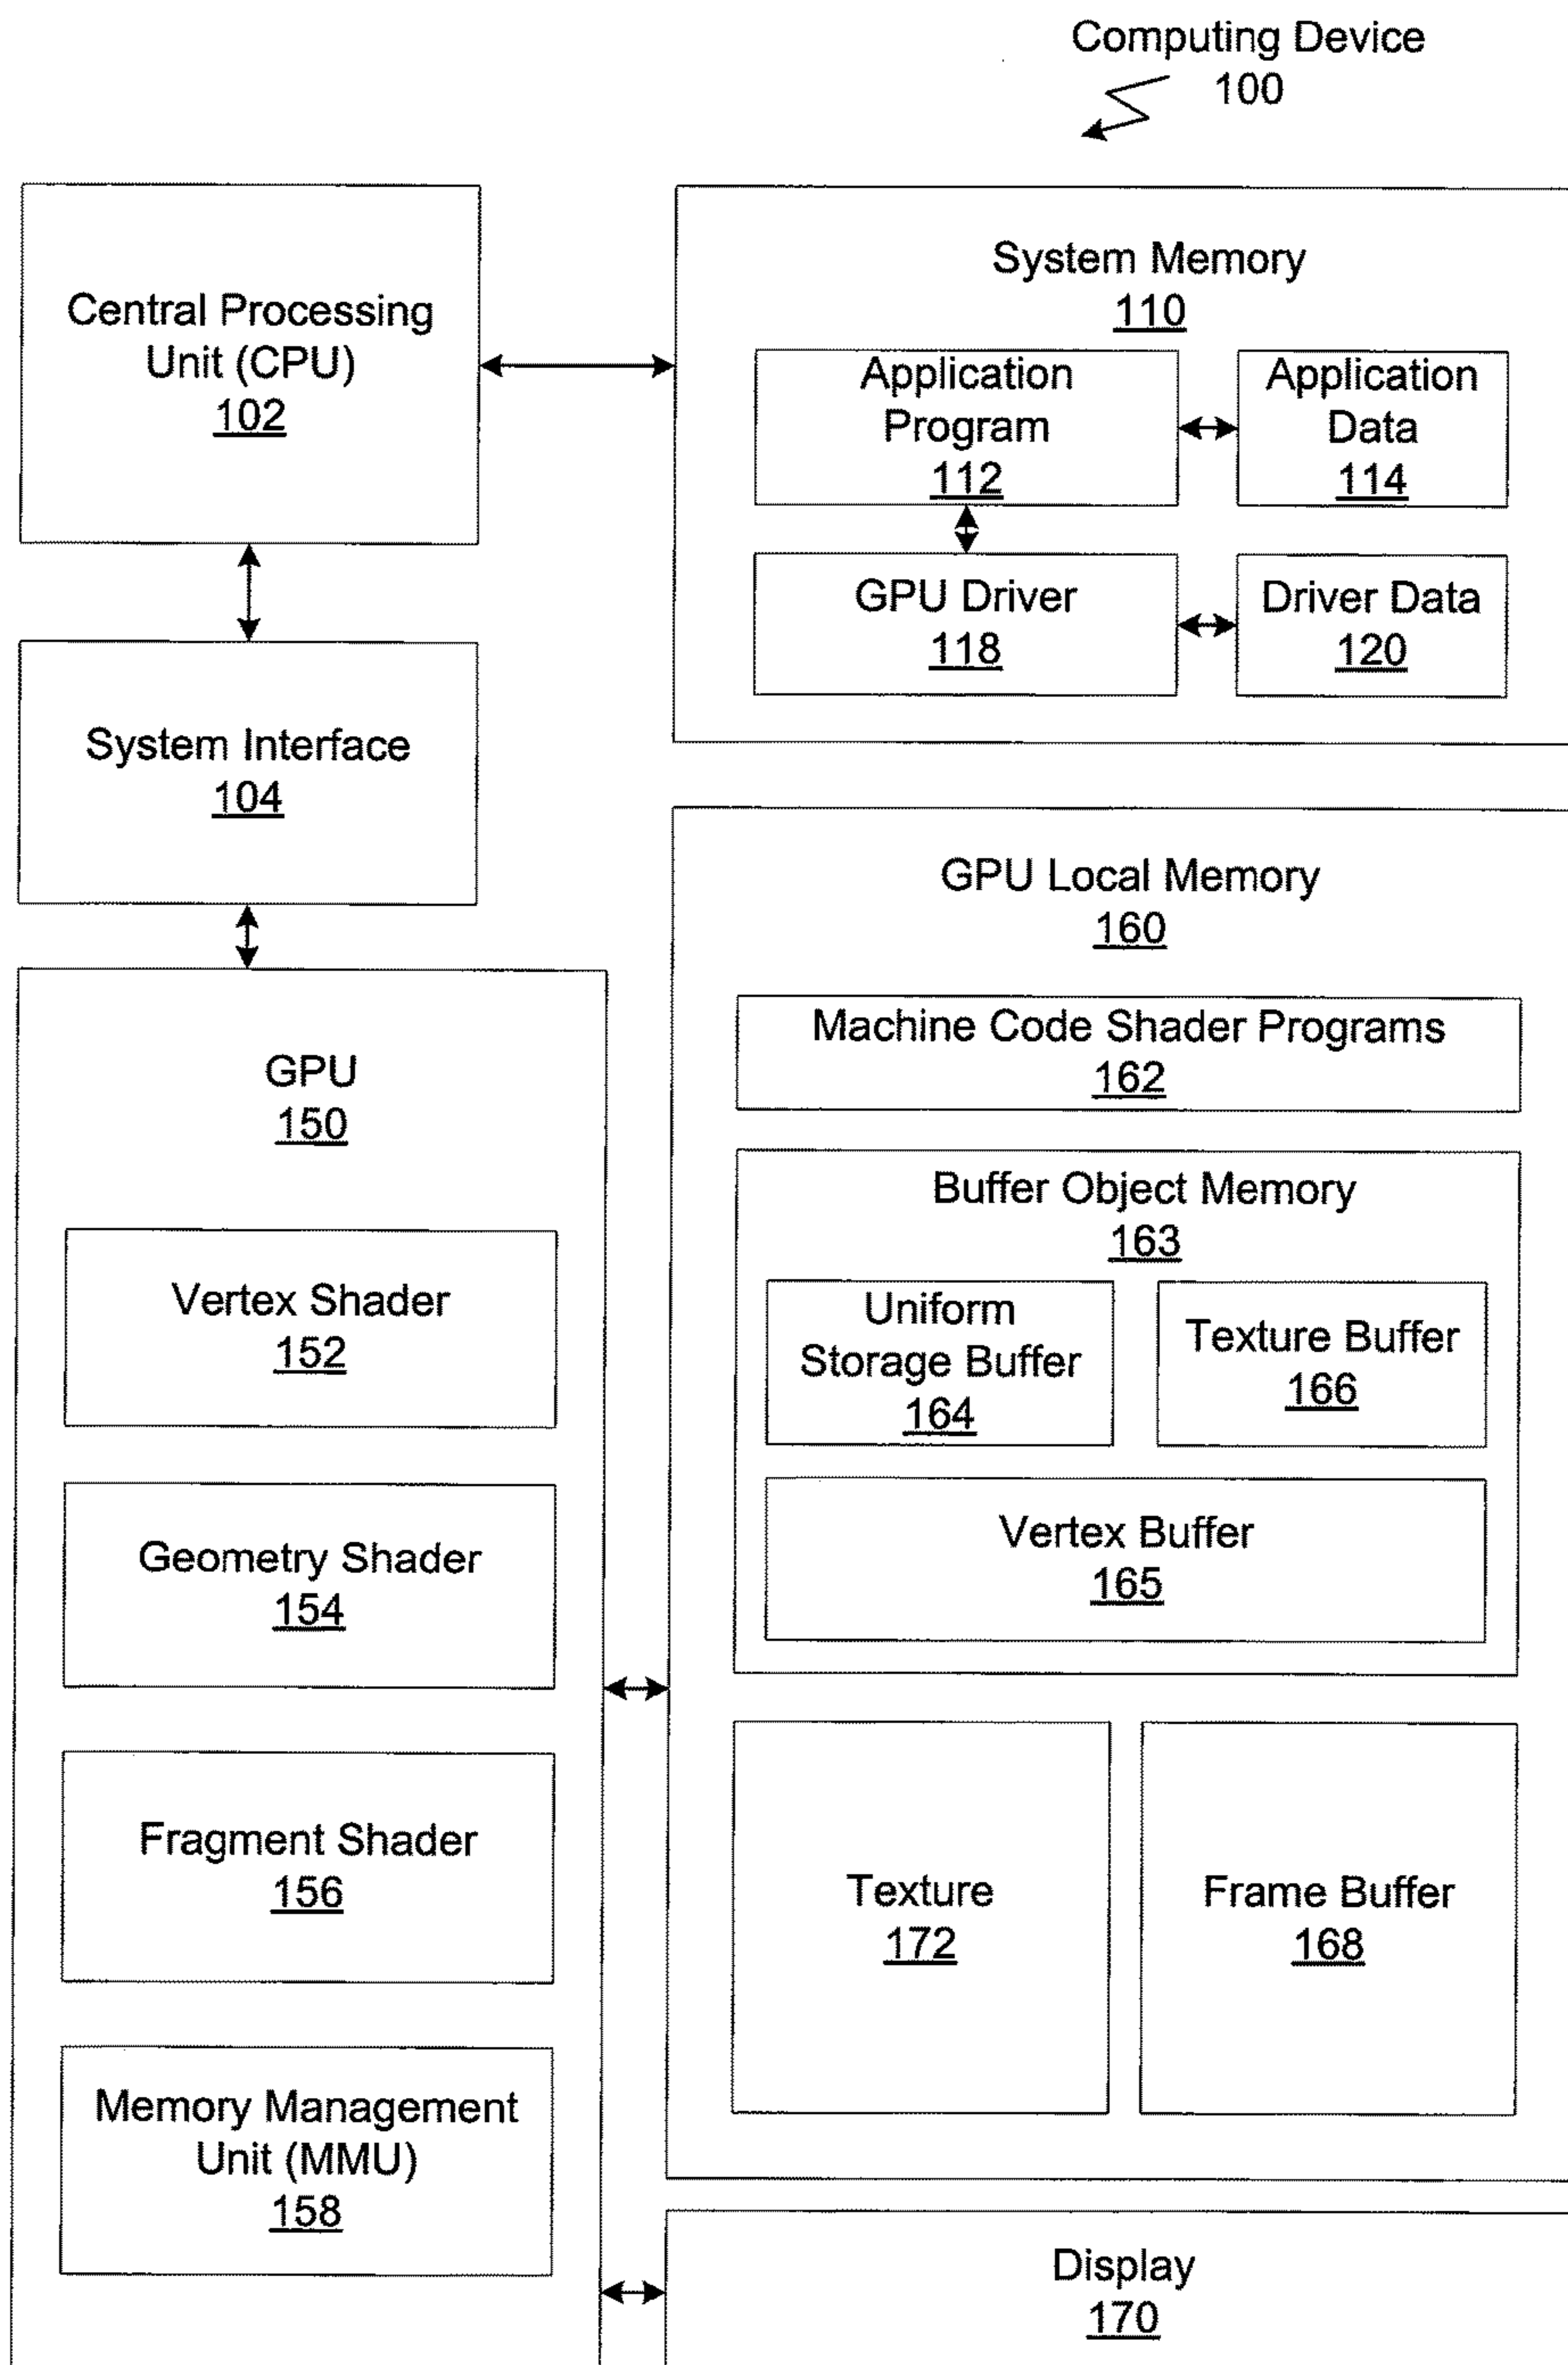 Computing Device
100
Central Processing
Unit (CPU)
102
System Memory
110
Application
Program
112
Application
Data
114
GPU Driver
118
Driver Data
120
System Interface
104
GPU Local Memory
160
Machine Code Shader Programs
162
Buffer Object Memory
163
Uniform
Storage Buffer
164
Texture Buffer
166
Vertex Buffer
165
Texture
172
Frame Buffer
168
GPU
150
Vertex Shader
152
Geometry Shader
154
Fragment Shader
156
Memory Management
Unit (MMU)
158
Display
170